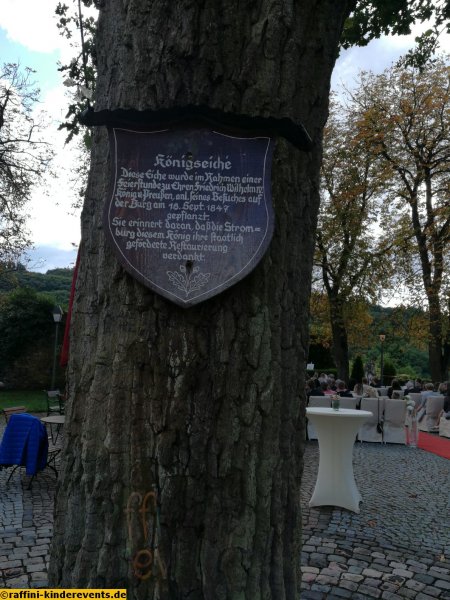 Königseiche
Diese Eiche wurde im Rahmen einer
Feierstunde zu Ehren Friedrich Wilhelm IV
König v. Preußen, anl. seines Besuches auf
der Burg am 18. Sept. 1847
gepflanzt.
Sie erinnert daran, daß die Strom=
burg diesem König ihre staatlich
geförderte Restaurierung
verdankt.
©raffini-kinderevents.de